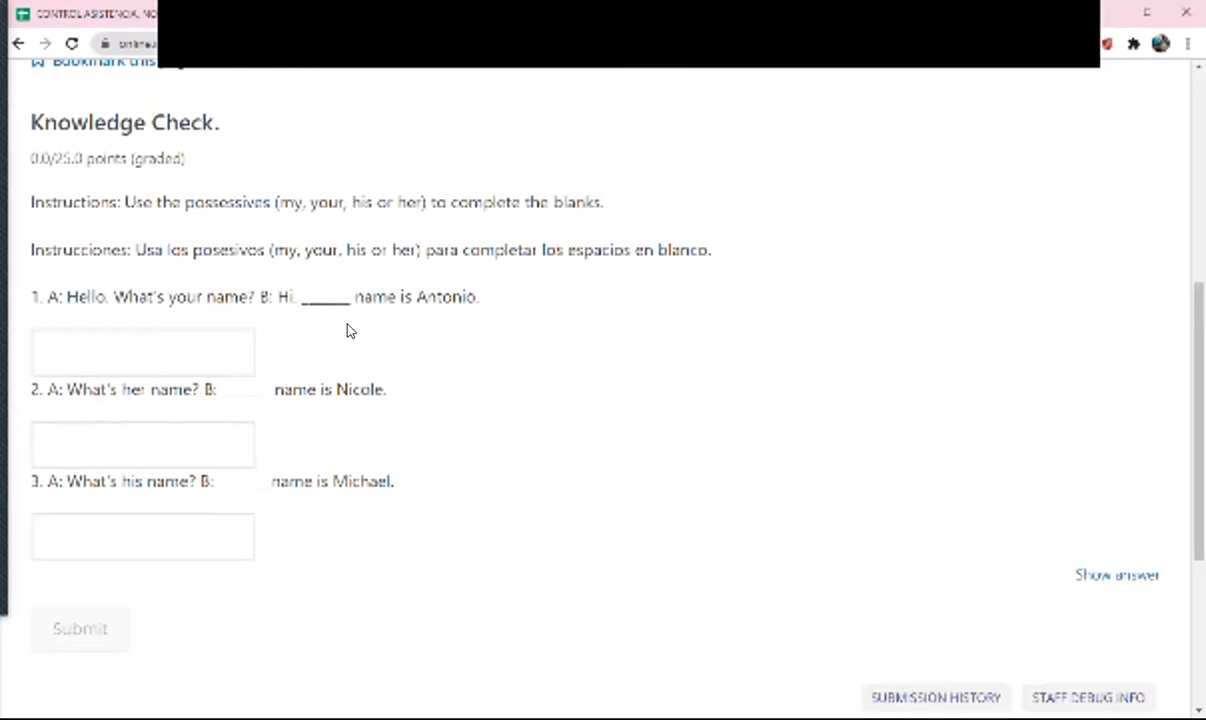 CONTROL ASISTENCIA, NO
Bookmark this
Knowledge Check.
0.0/25.0 points (graded)
Instructions: Use the possessives (my, your, his or her) to complete the blanks.
Instrucciones: Usa los posesivos (my, your, his or her) para completar los espacios en blanco.
1. A: Hello. What's your name? B: Hi. ______ name is Antonio.
2. A: What's her name? B: name is Nicole.
3. A: What's his name? B: name is Michael.
Show answer
Submit
SUBMISSION HISTORY STAFF DEBUG INFO